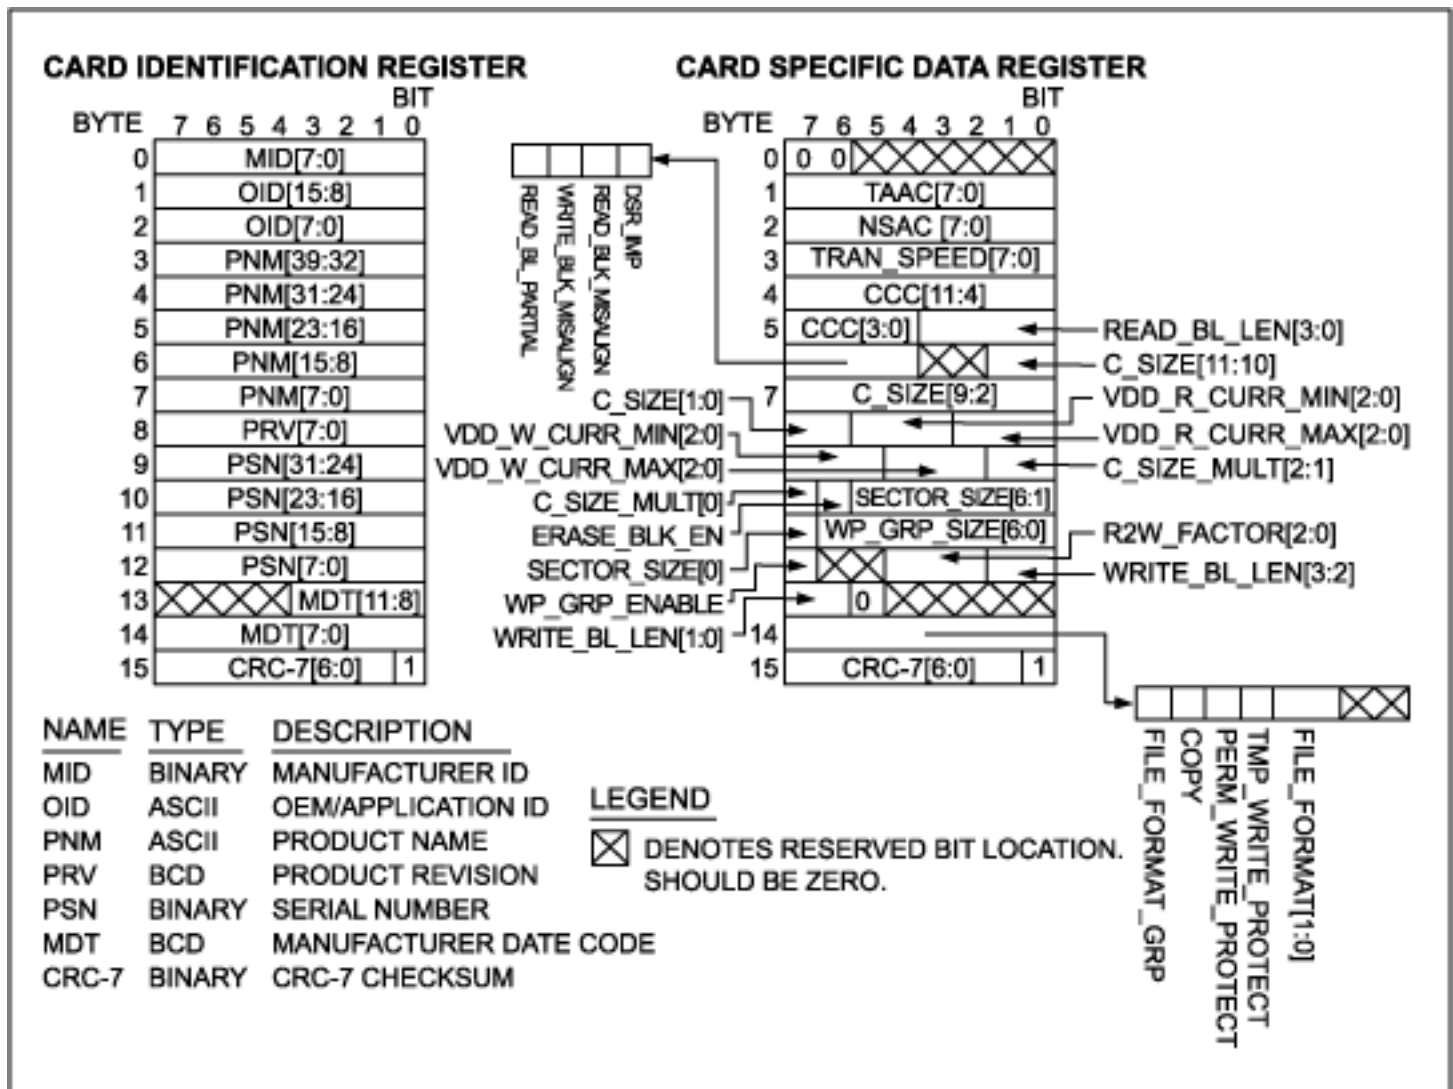 CARD IDENTIFICATION REGISTER
BIT
BYTE 7 6 5 4 3 2 1 0
0 MID[7:0]
1 OID[15:8]
2 OID[7:0]
3 PNM[39:32]
4 PNM[31:24]
5 PNM[23:16]
6 PNM[15:8]
7 PNM[7:0]
8 PRV[7:0]
9 PSN[31:24]
10 PSN[23:16]
11 PSN[15:8]
12 PSN[7:0]
13 MDT[11:8]
14 MDT[7:0]
15 CRC-7[6:0] 1
READ_BL_PARTIAL
WRITE_BLK_MISALIGN
READ_BLK_MISALIGN
DSR_IMP
C_SIZE[1:0]
VDD_W_CURR_MIN[2:0]
VDD_W_CURR_MAX[2:0]
C_SIZE_MULT[0]
ERASE_BLK_EN
SECTOR_SIZE[0]
WP_GRP_ENABLE
WRITE_BL_LEN[1:0]
CARD SPECIFIC DATA REGISTER
BIT
BYTE 7 6 5 4 3 2 1 0
0 0 0
1 TAAC[7:0]
2 NSAC [7:0]
3 TRAN_SPEED[7:0]
4 CCC[11:4]
5 CCC[3:0]
7 C_SIZE[9:2]
SECTOR_SIZE[6:1]
WP_GRP_SIZE[6:0]
0
14
15 CRC-7[6:0] 1
READ_BL_LEN[3:0]
C_SIZE[11:10]
VDD_R_CURR_MIN[2:0]
VDD_R_CURR_MAX[2:0]
C_SIZE_MULT[2:1]
R2W_FACTOR[2:0]
WRITE_BL_LEN[3:2]
FILE_FORMAT_GRP
COPY
PERM_WRITE_PROTECT
TMP_WRITE_PROTECT
FILE_FORMAT[1:0]
NAME TYPE DESCRIPTION
MID BINARY MANUFACTURER ID
OID ASCII OEM/APPLICATION ID
PNM ASCII PRODUCT NAME
PRV BCD PRODUCT REVISION
PSN BINARY SERIAL NUMBER
MDT BCD MANUFACTURER DATE CODE
CRC-7 BINARY CRC-7 CHECKSUM
LEGEND
DENOTES RESERVED BIT LOCATION.
SHOULD BE ZERO.